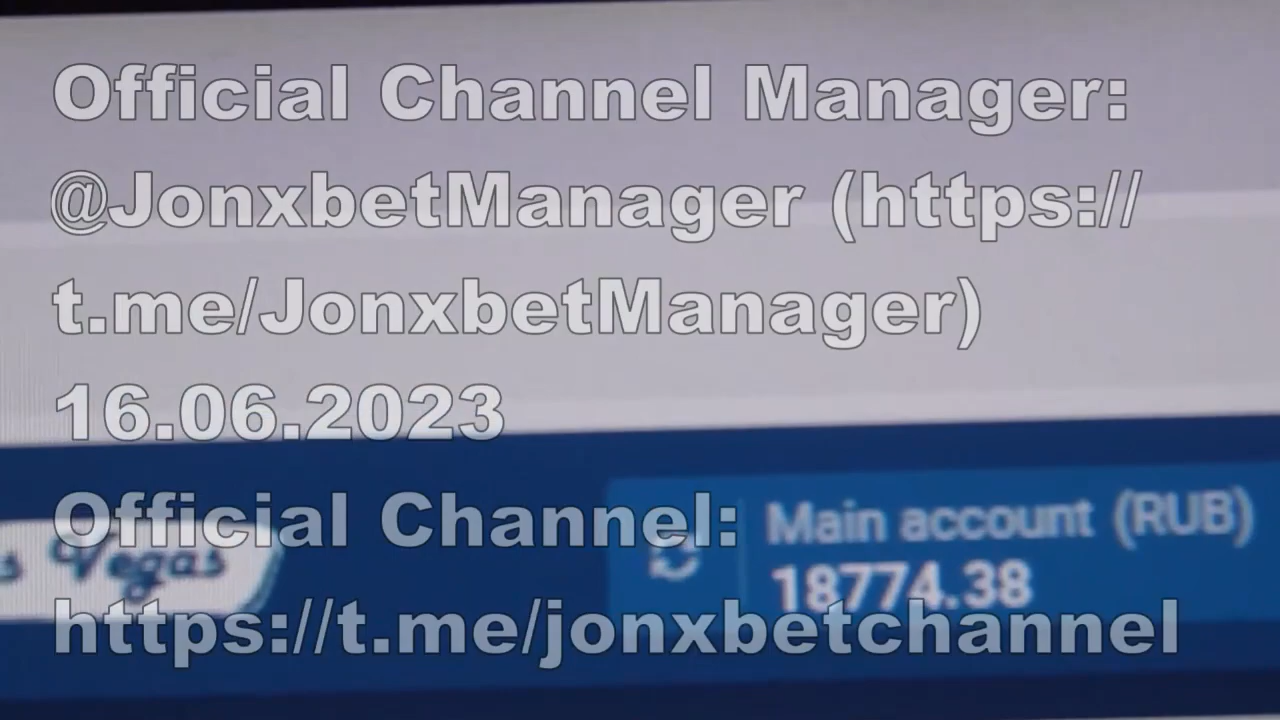 Official Channel Manager:
@JonxbetManager (https://
t.me/JonxbetManager)
16.06.2023
Official Channel:
Main account (RUB)
s Vegas
18774.38
https://t.me/jonxbetchannel